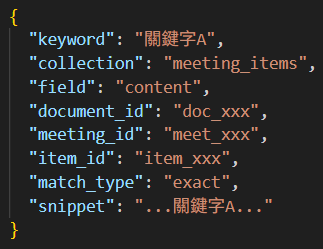 {
  "keyword": "關鍵字A",
  "collection": "meeting_items",
  "field": "content",
  "document_id": "doc_xxx",
  "meeting_id": "meet_xxx",
  "item_id": "item_xxx",
  "match_type": "exact",
  "snippet": "...關鍵字A..."
}